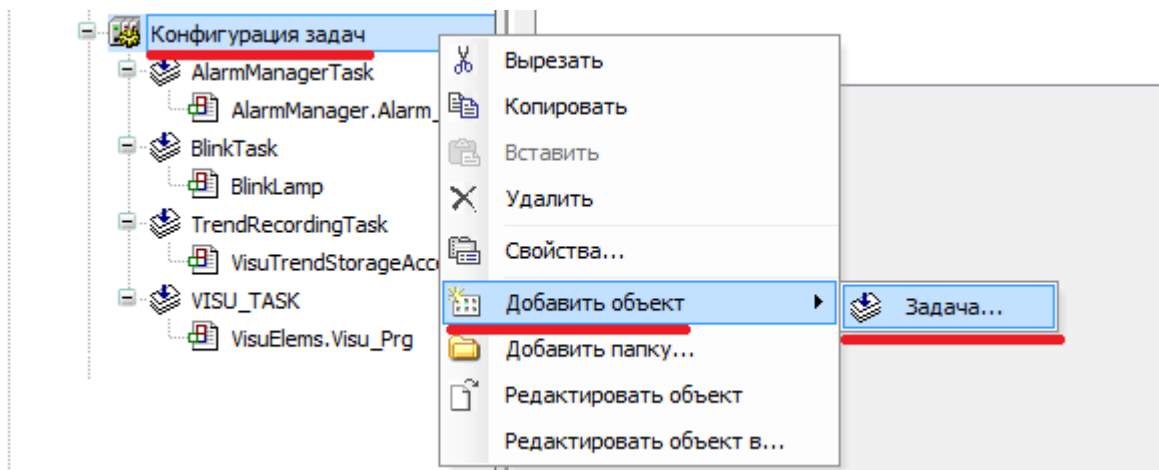 Конфигурация задач
AlarmManagerTask
AlarmManager.Alarm_
BlinkTask
BlinkLamp
TrendRecordingTask
VisuTrendStorageAcce
VISU_TASK
VisuElems.Visu_Prg
Вырезать
Копировать
Вставить
Удалить
Свойства...
Добавить объект
Добавить папку...
Редактировать объект
Редактировать объект в...
Задача...